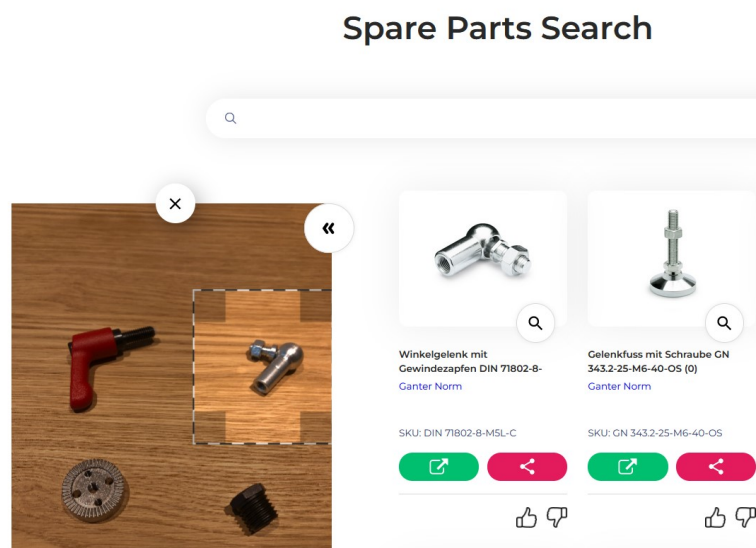 Spare Parts Search
Winkelgelenk mit
Gewindezapfen DIN 71802-8-
Ganter Norm
SKU: DIN 71802-8-M5L-C
Gelenkfuss mit Schraube GN
343.2-25-M6-40-OS (0)
Ganter Norm
SKU: GN 343.2-25-M6-40-OS